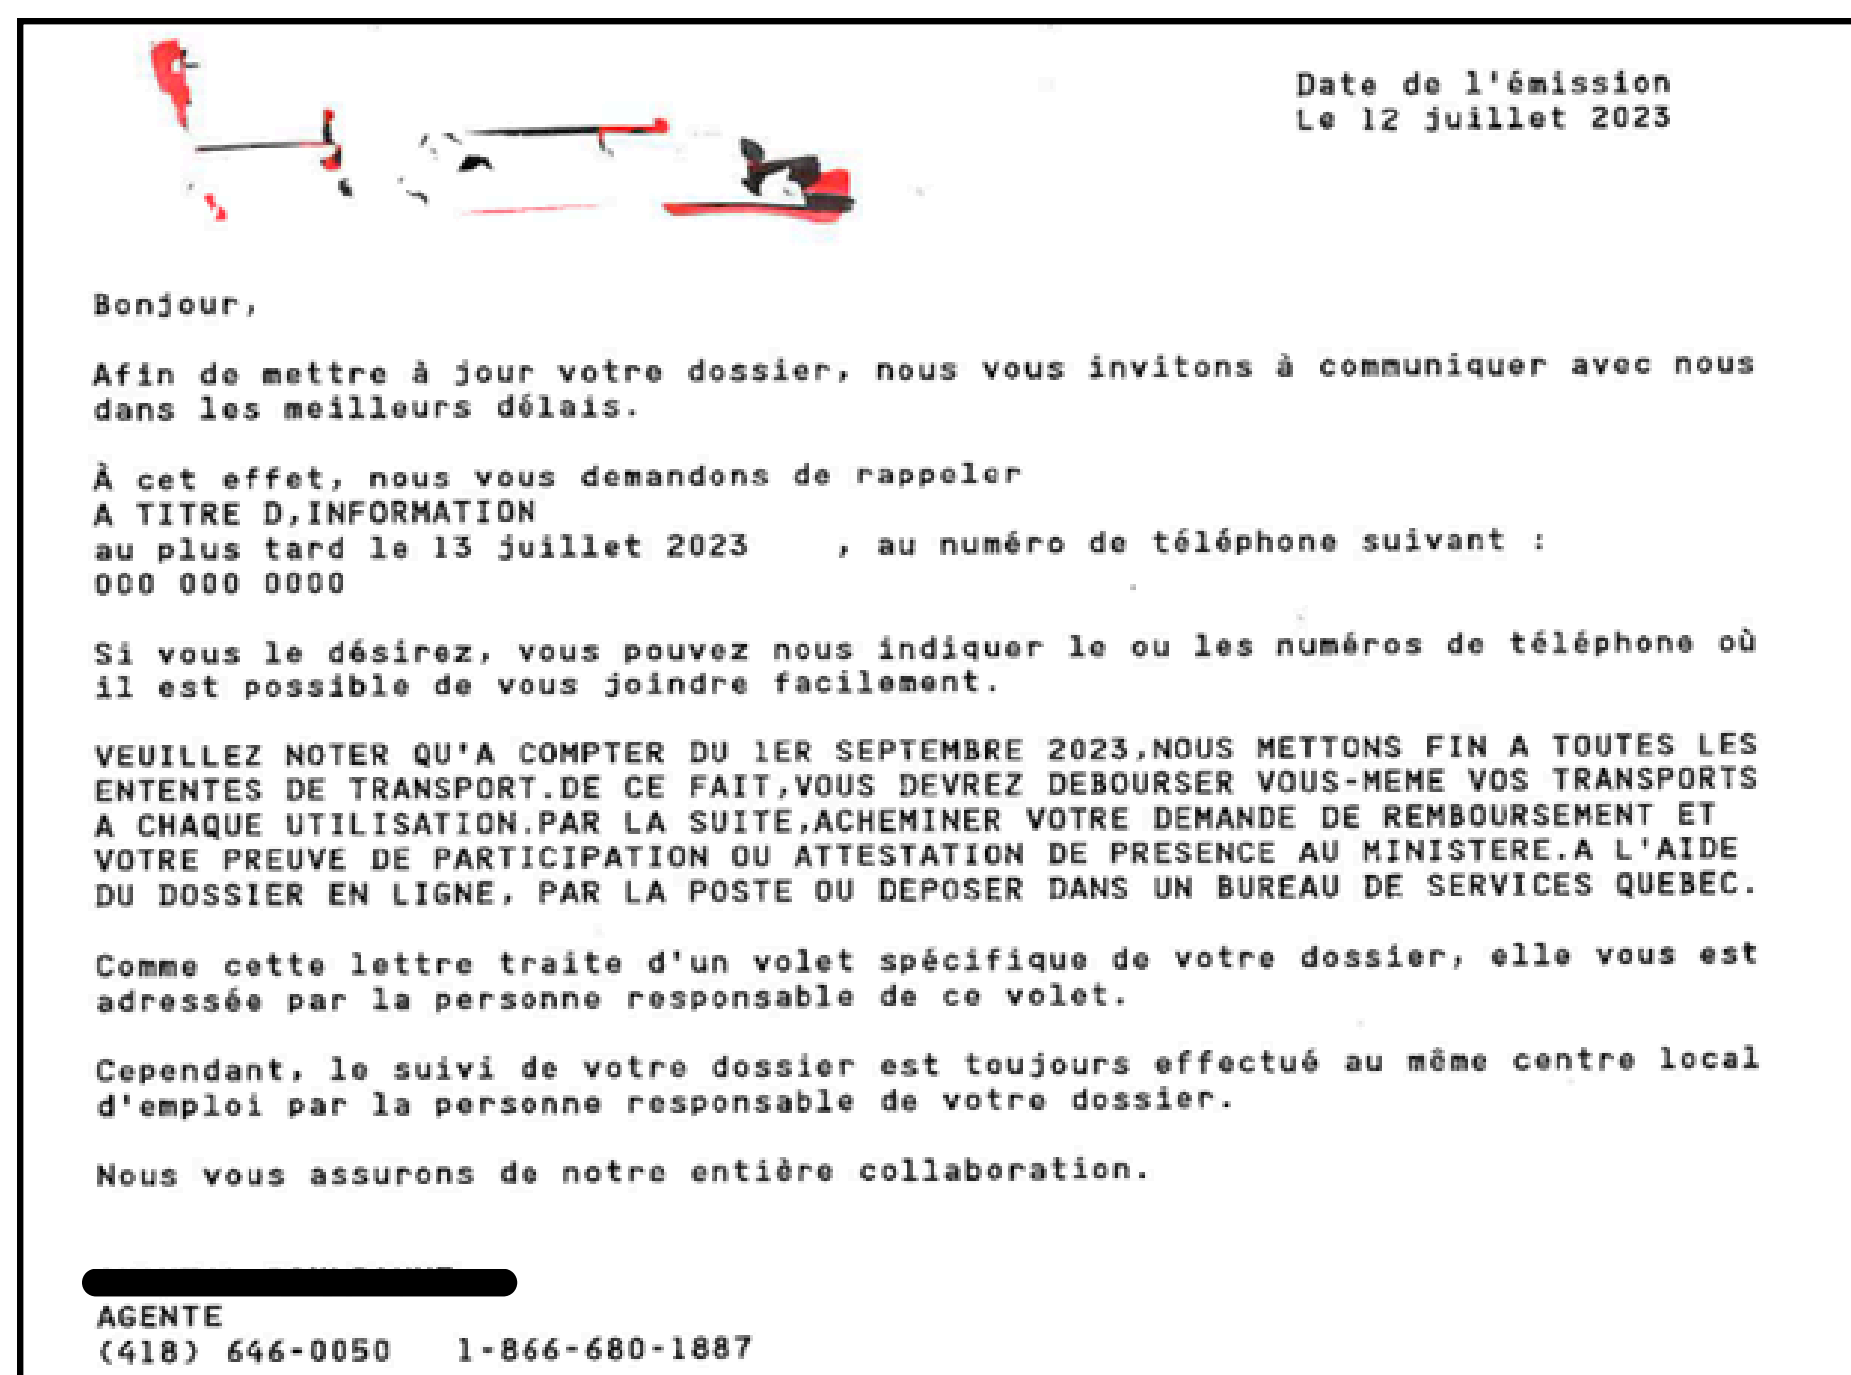 Date de l'émission
Le 12 juillet 2023
Bonjour,
Afin de mettre à jour votre dossier, nous vous invitons à communiquer avec nous
dans les meilleurs délais.
À cet effet, nous vous demandons de rappeler
A TITRE D,INFORMATION
au plus tard le 13 juillet 2023 , au numéro de téléphone suivant :
000 000 0000
Si vous le désirez, vous pouvez nous indiquer le ou les numéros de téléphone où
il est possible de vous joindre facilement.
VEUILLEZ NOTER QU'A COMPTER DU 1ER SEPTEMBRE 2023,NOUS METTONS FIN A TOUTES LES
ENTENTES DE TRANSPORT.DE CE FAIT,VOUS DEVREZ DEBOURSER VOUS-MEME VOS TRANSPORTS
A CHAQUE UTILISATION.PAR LA SUITE,ACHEMINER VOTRE DEMANDE DE REMBOURSEMENT ET
VOTRE PREUVE DE PARTICIPATION OU ATTESTATION DE PRESENCE AU MINISTERE.A L'AIDE
DU DOSSIER EN LIGNE, PAR LA POSTE OU DEPOSER DANS UN BUREAU DE SERVICES QUEBEC.
Comme cette lettre traite d'un volet spécifique de votre dossier, elle vous est
adressée par la personne responsable de ce volet.
Cependant, le suivi de votre dossier est toujours effectué au même centre local
d'emploi par la personne responsable de votre dossier.
Nous vous assurons de notre entière collaboration.
AGENTE
(418) 646-0050 1-866-680-1887